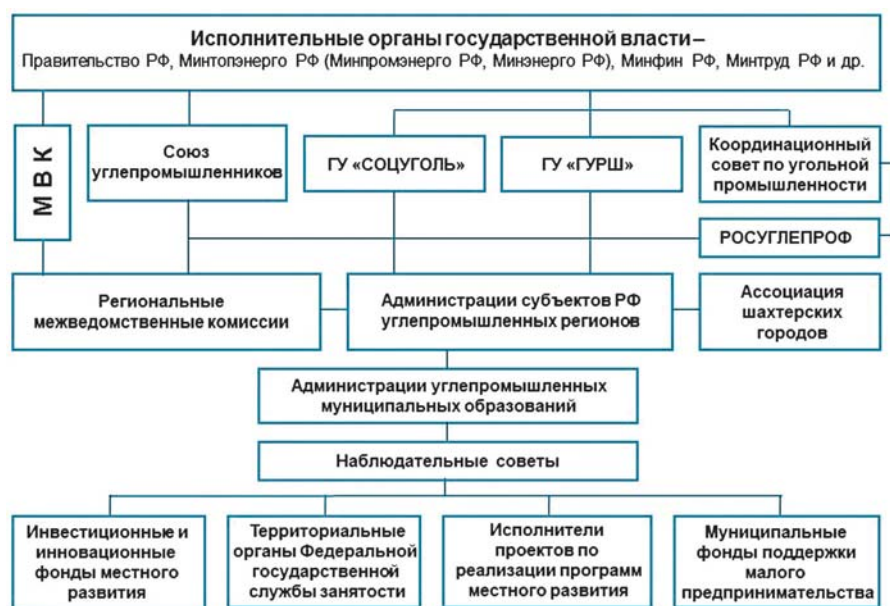 Исполнительные органы государственной власти –
Правительство РФ, Минтопэнерго РФ (Минпромэнерго РФ, Минэнерго РФ), Минфин РФ, Минтруд РФ и др.
МВК
Союз
углепромышленников
ГУ «СОЦУГОЛЬ»
ГУ «ГУРШ»
Координационный
совет по угольной
промышленности
РОСУГЛЕПРОФ
Региональные
межведомственные комиссии
Администрации субъектов РФ
углепромышленных регионов
Ассоциация
шахтерских
городов
Администрации углепромышленных
муниципальных образований
Наблюдательные советы
Инвестиционные и
инновационные
фонды местного
развития
Территориальные
органы Федеральной
государственной
службы занятости
Исполнители
проектов по
реализации программ
местного развития
Муниципальные
фонды поддержки
малого
предпринимательства